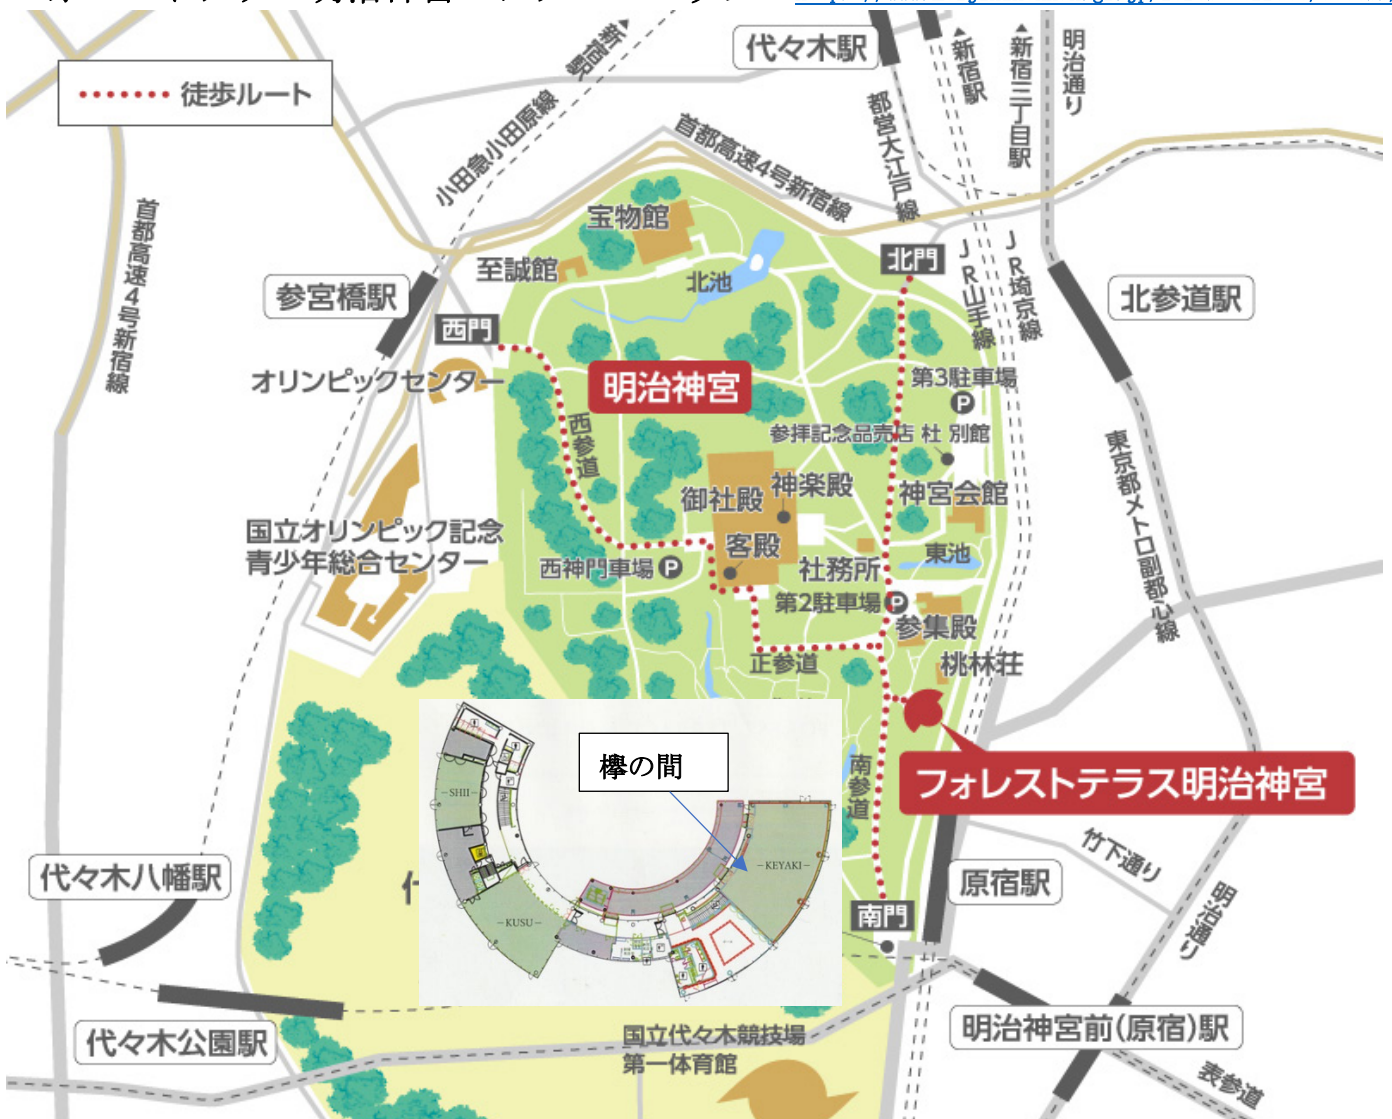 徒歩ルート
代々木駅
新宿駅
新宿駅
新宿三丁目駅
明治通り
小田急小田原線
都営大江戸線
首都高速4号新宿線
首都高速4号新宿線
宝物館
至誠館
北池
北門
JR山手線
JR埼京線
参宮橋駅
西門
北参道駅
オリンピックセンター
明治神宮
第3駐車場
P
西参道
参拝記念品売店 杜 別館
御社殿
神楽殿
神宮会館
東京都メトロ副都心線
国立オリンピック記念
青少年総合センター
客殿
西神門車場 P
社務所
東池
第2駐車場 P
参集殿
正参道
桃林荘
欅の間
南参道
フォレストテラス明治神宮
-SHII-
-KEYAKI-
-KUSU-
竹下通り
代々木八幡駅
原宿駅
明治通り
南門
代々木公園駅
国立代々木競技場
第一体育館
明治神宮前(原宿)駅
表参道